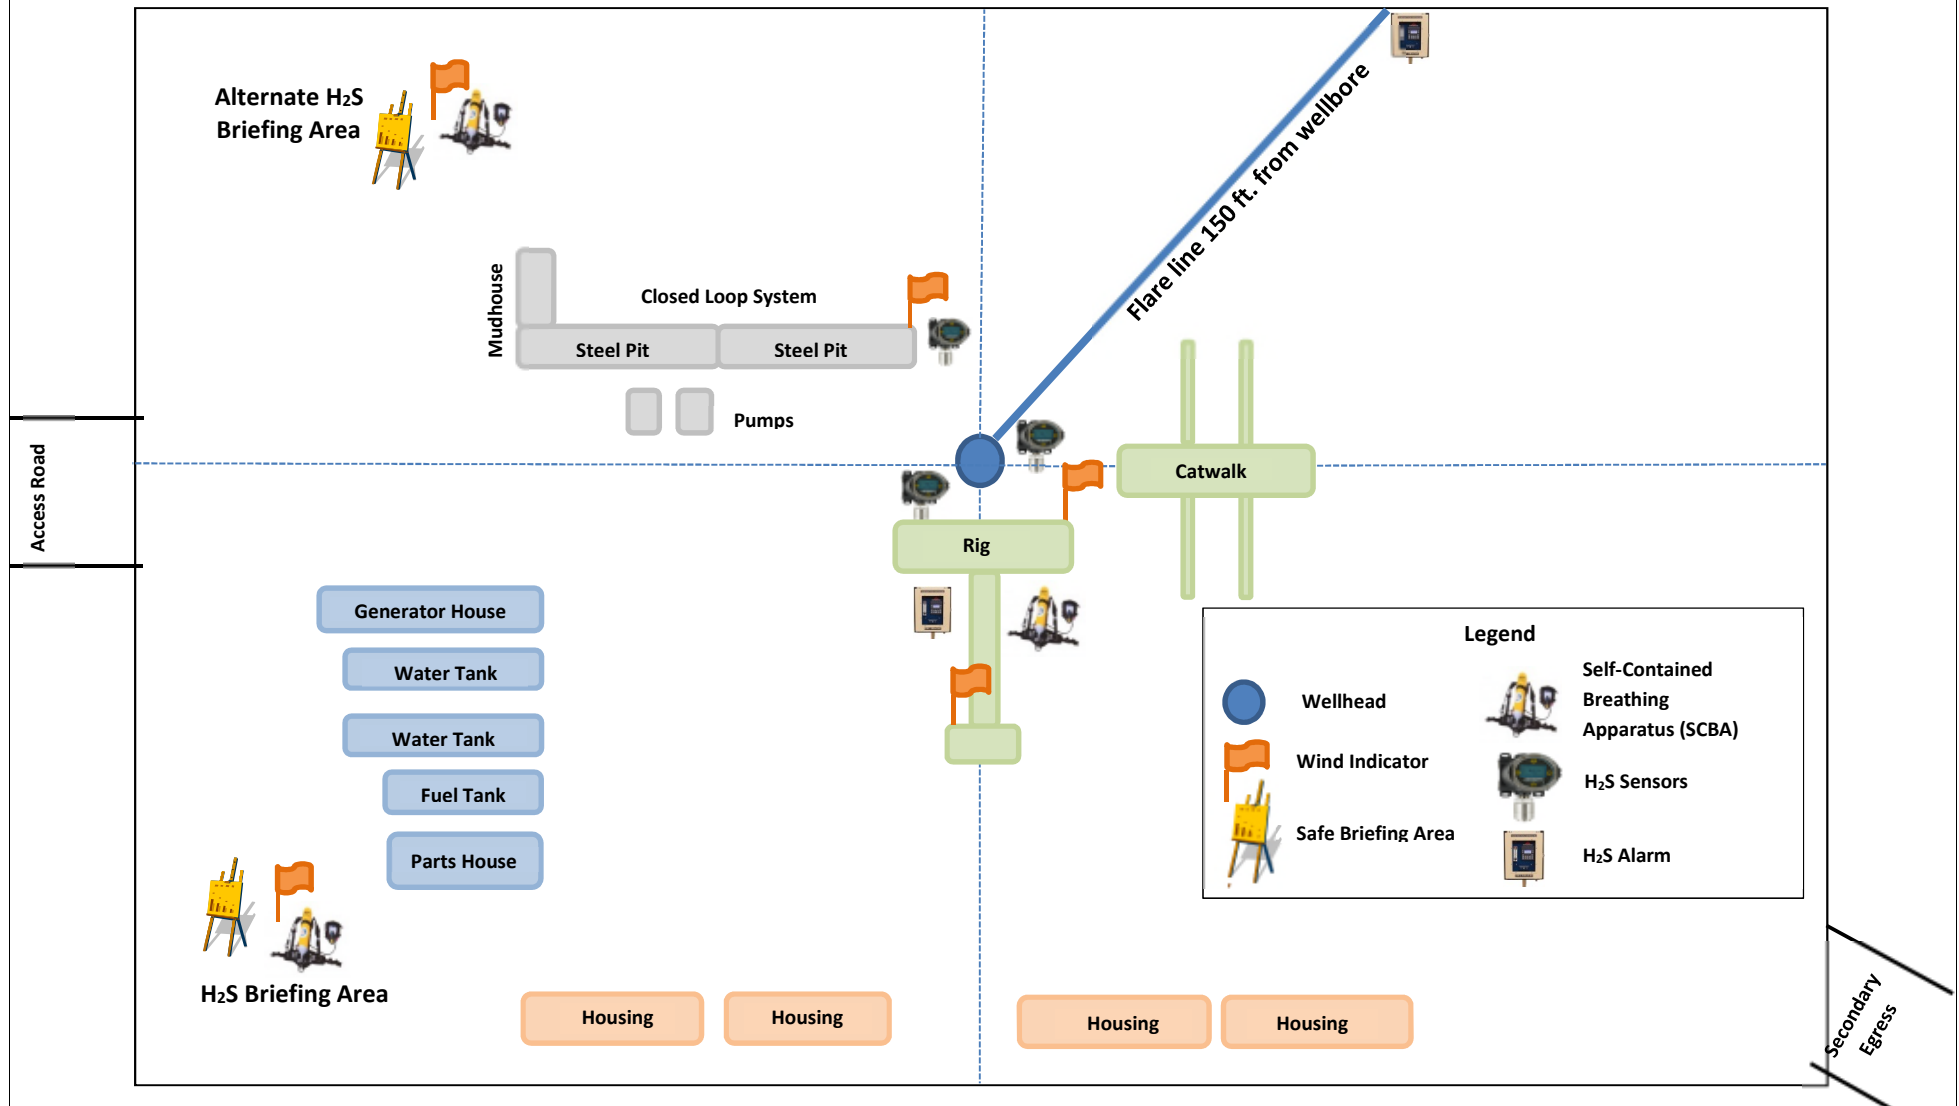 Alternate H₂S
Briefing Area
Flare line 150 ft. from wellbore
Mudhouse
Closed Loop System
Steel Pit
Steel Pit
Pumps
Access Road
Catwalk
Rig
Generator House
Water Tank
Water Tank
Fuel Tank
Parts House
H₂S Briefing Area
Housing
Housing
Housing
Housing
Legend
Wellhead
Wind Indicator
Safe Briefing Area
Self-Contained
Breathing
Apparatus (SCBA)
H₂S Sensors
H₂S Alarm
Secondary
Egress